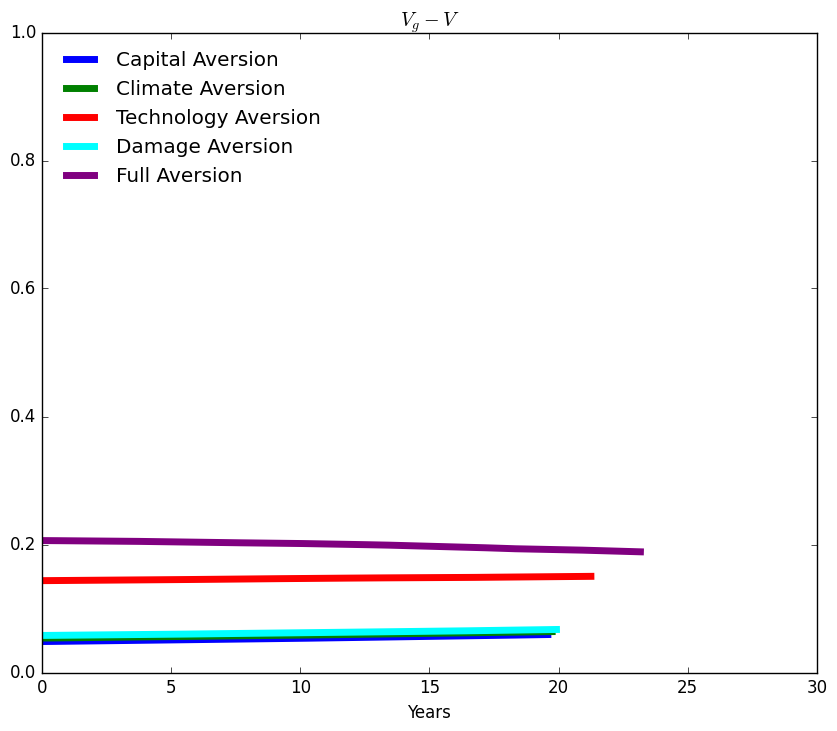 V_g − V
1.0
Capital Aversion
Climate Aversion
Technology Aversion
Damage Aversion
Full Aversion
0.8
0.6
0.4
0.2
0.0
0 5 10 15 20 25 30
Years